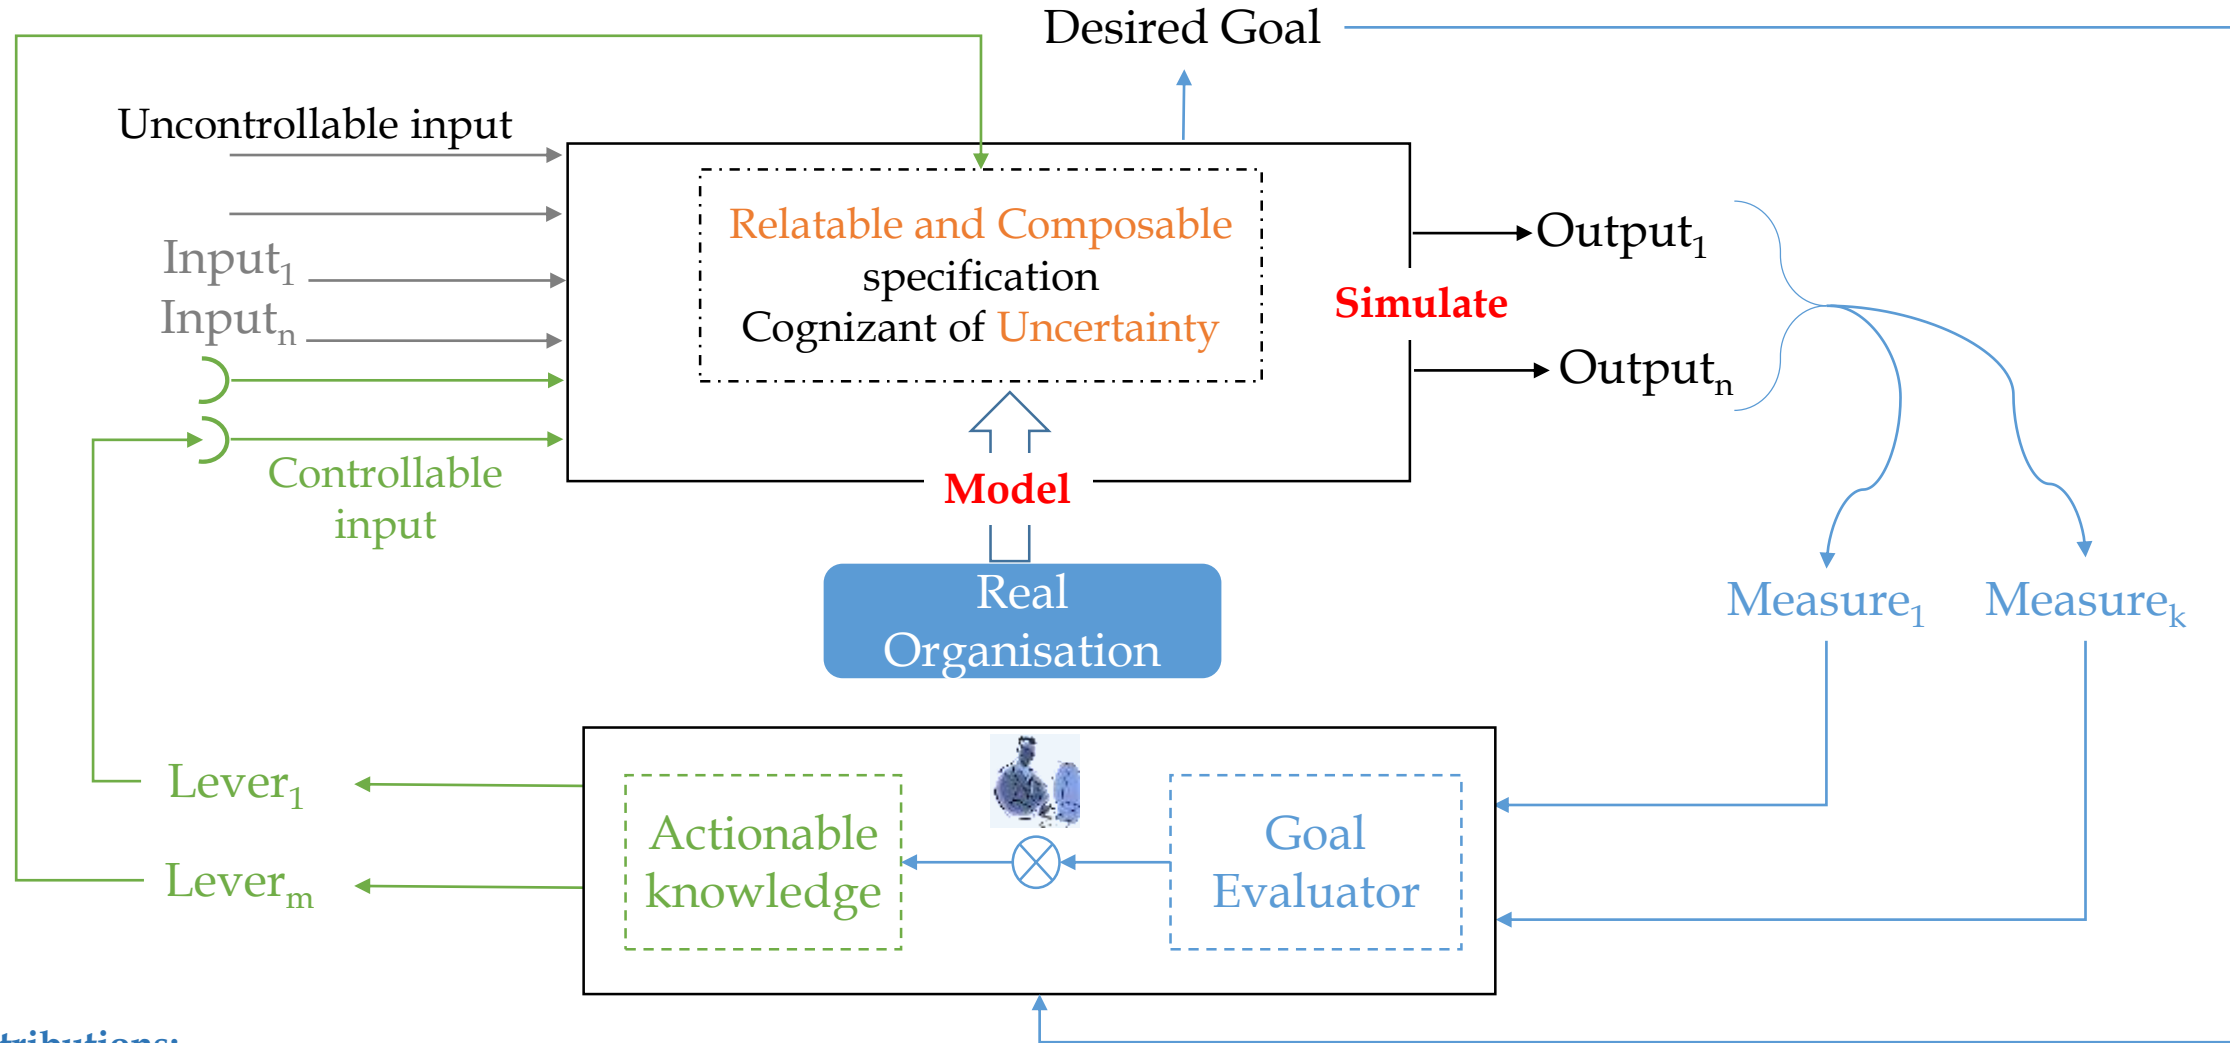 Desired Goal
Uncontrollable input
Relatable and Composable
specification
Cognizant of Uncertainty
Input₁
Inputₙ
Output₁
Simulate
Outputₙ
Controllable
input
Model
Real
Organisation
Measure₁
Measureₖ
Lever₁
Leverₘ
Actionable
knowledge
Goal
Evaluator